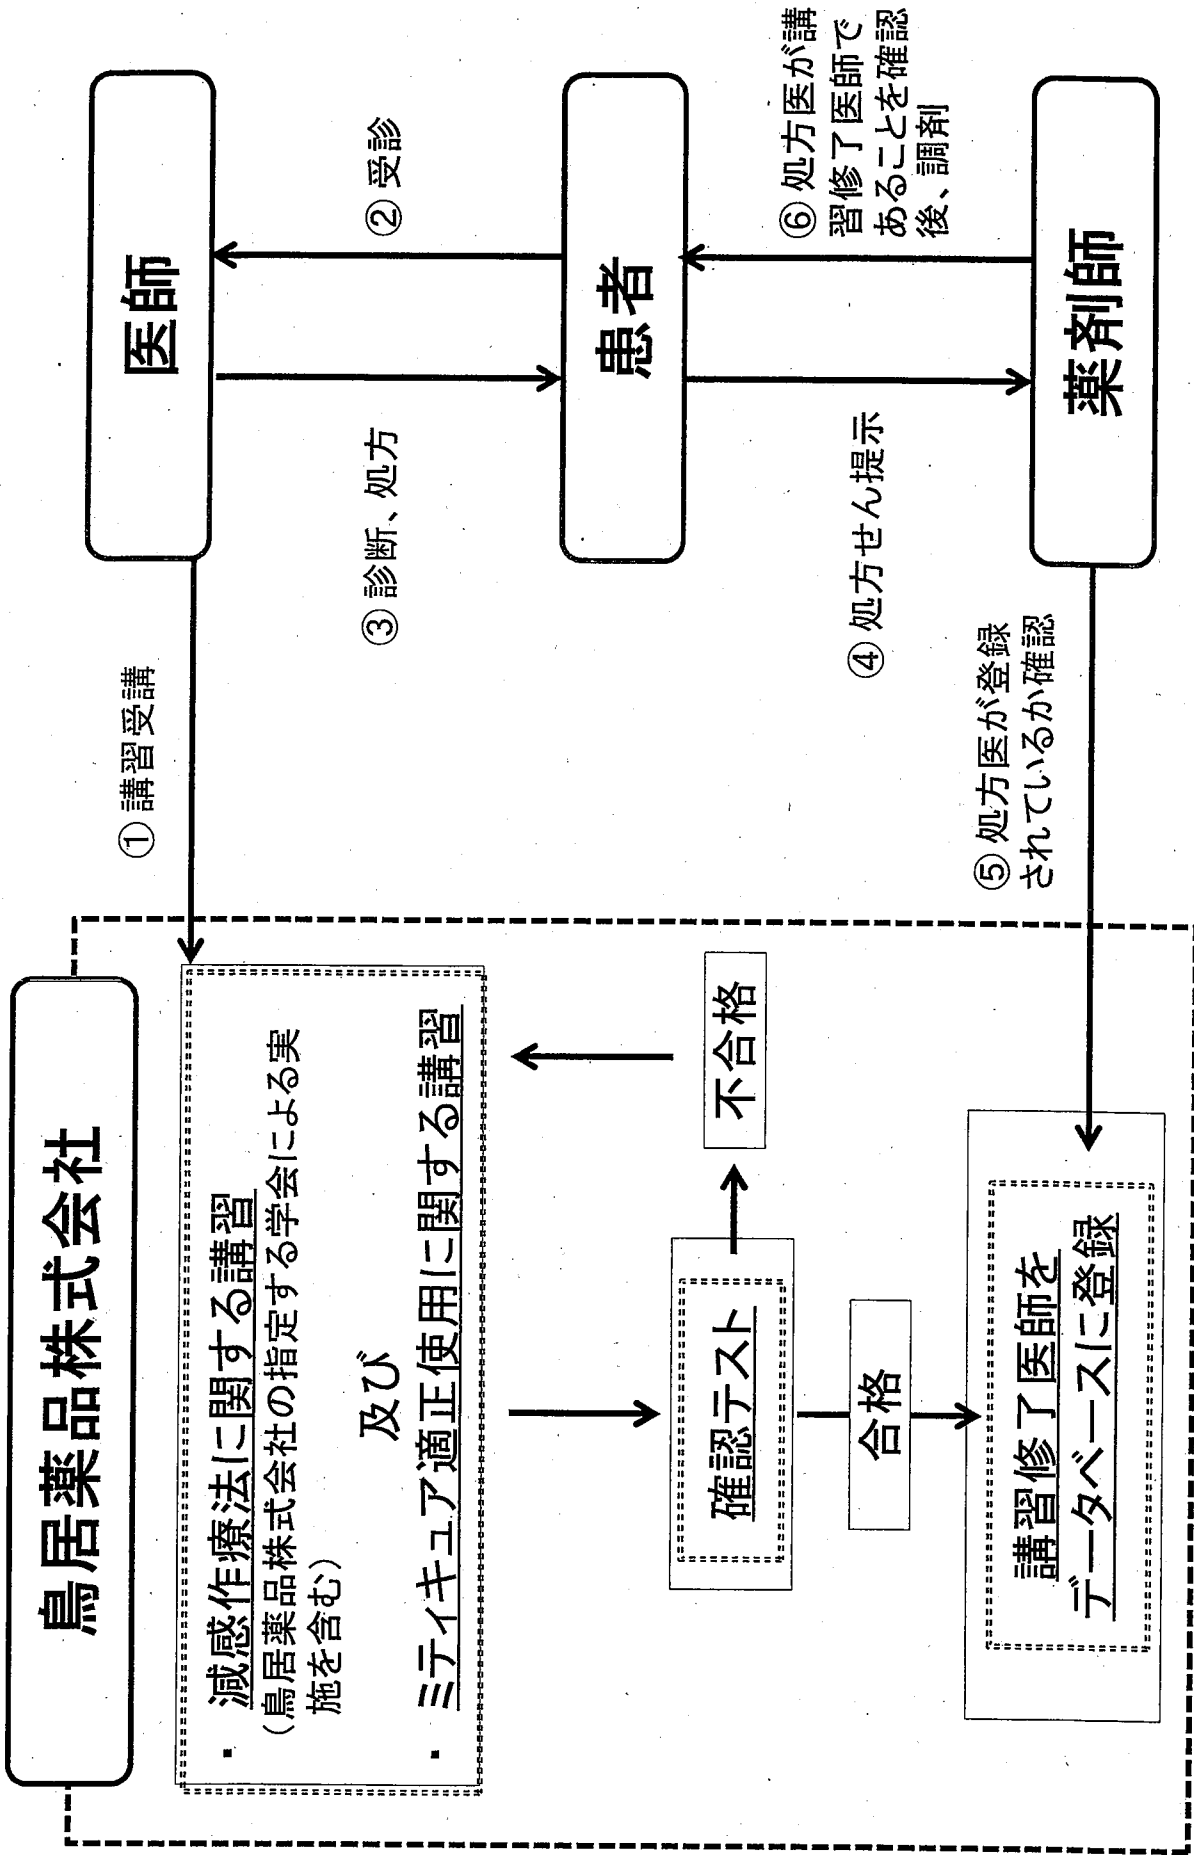 鳥居薬品株式会社
▪ 減感作療法に関する講習
（鳥居薬品株式会社の指定する学会による実
施を含む）
及び
▪ ミティキュア適正使用に関する講習
確認テスト
不合格
合格
講習修了医師を
データベースに登録
① 講習受講
医師
② 受診
③ 診断、処方
患者
④ 処方せん提示
⑤ 処方医が登録
されているか確認
⑥ 処方医が講
習修了医師で
あることを確認
後、調剤
薬剤師